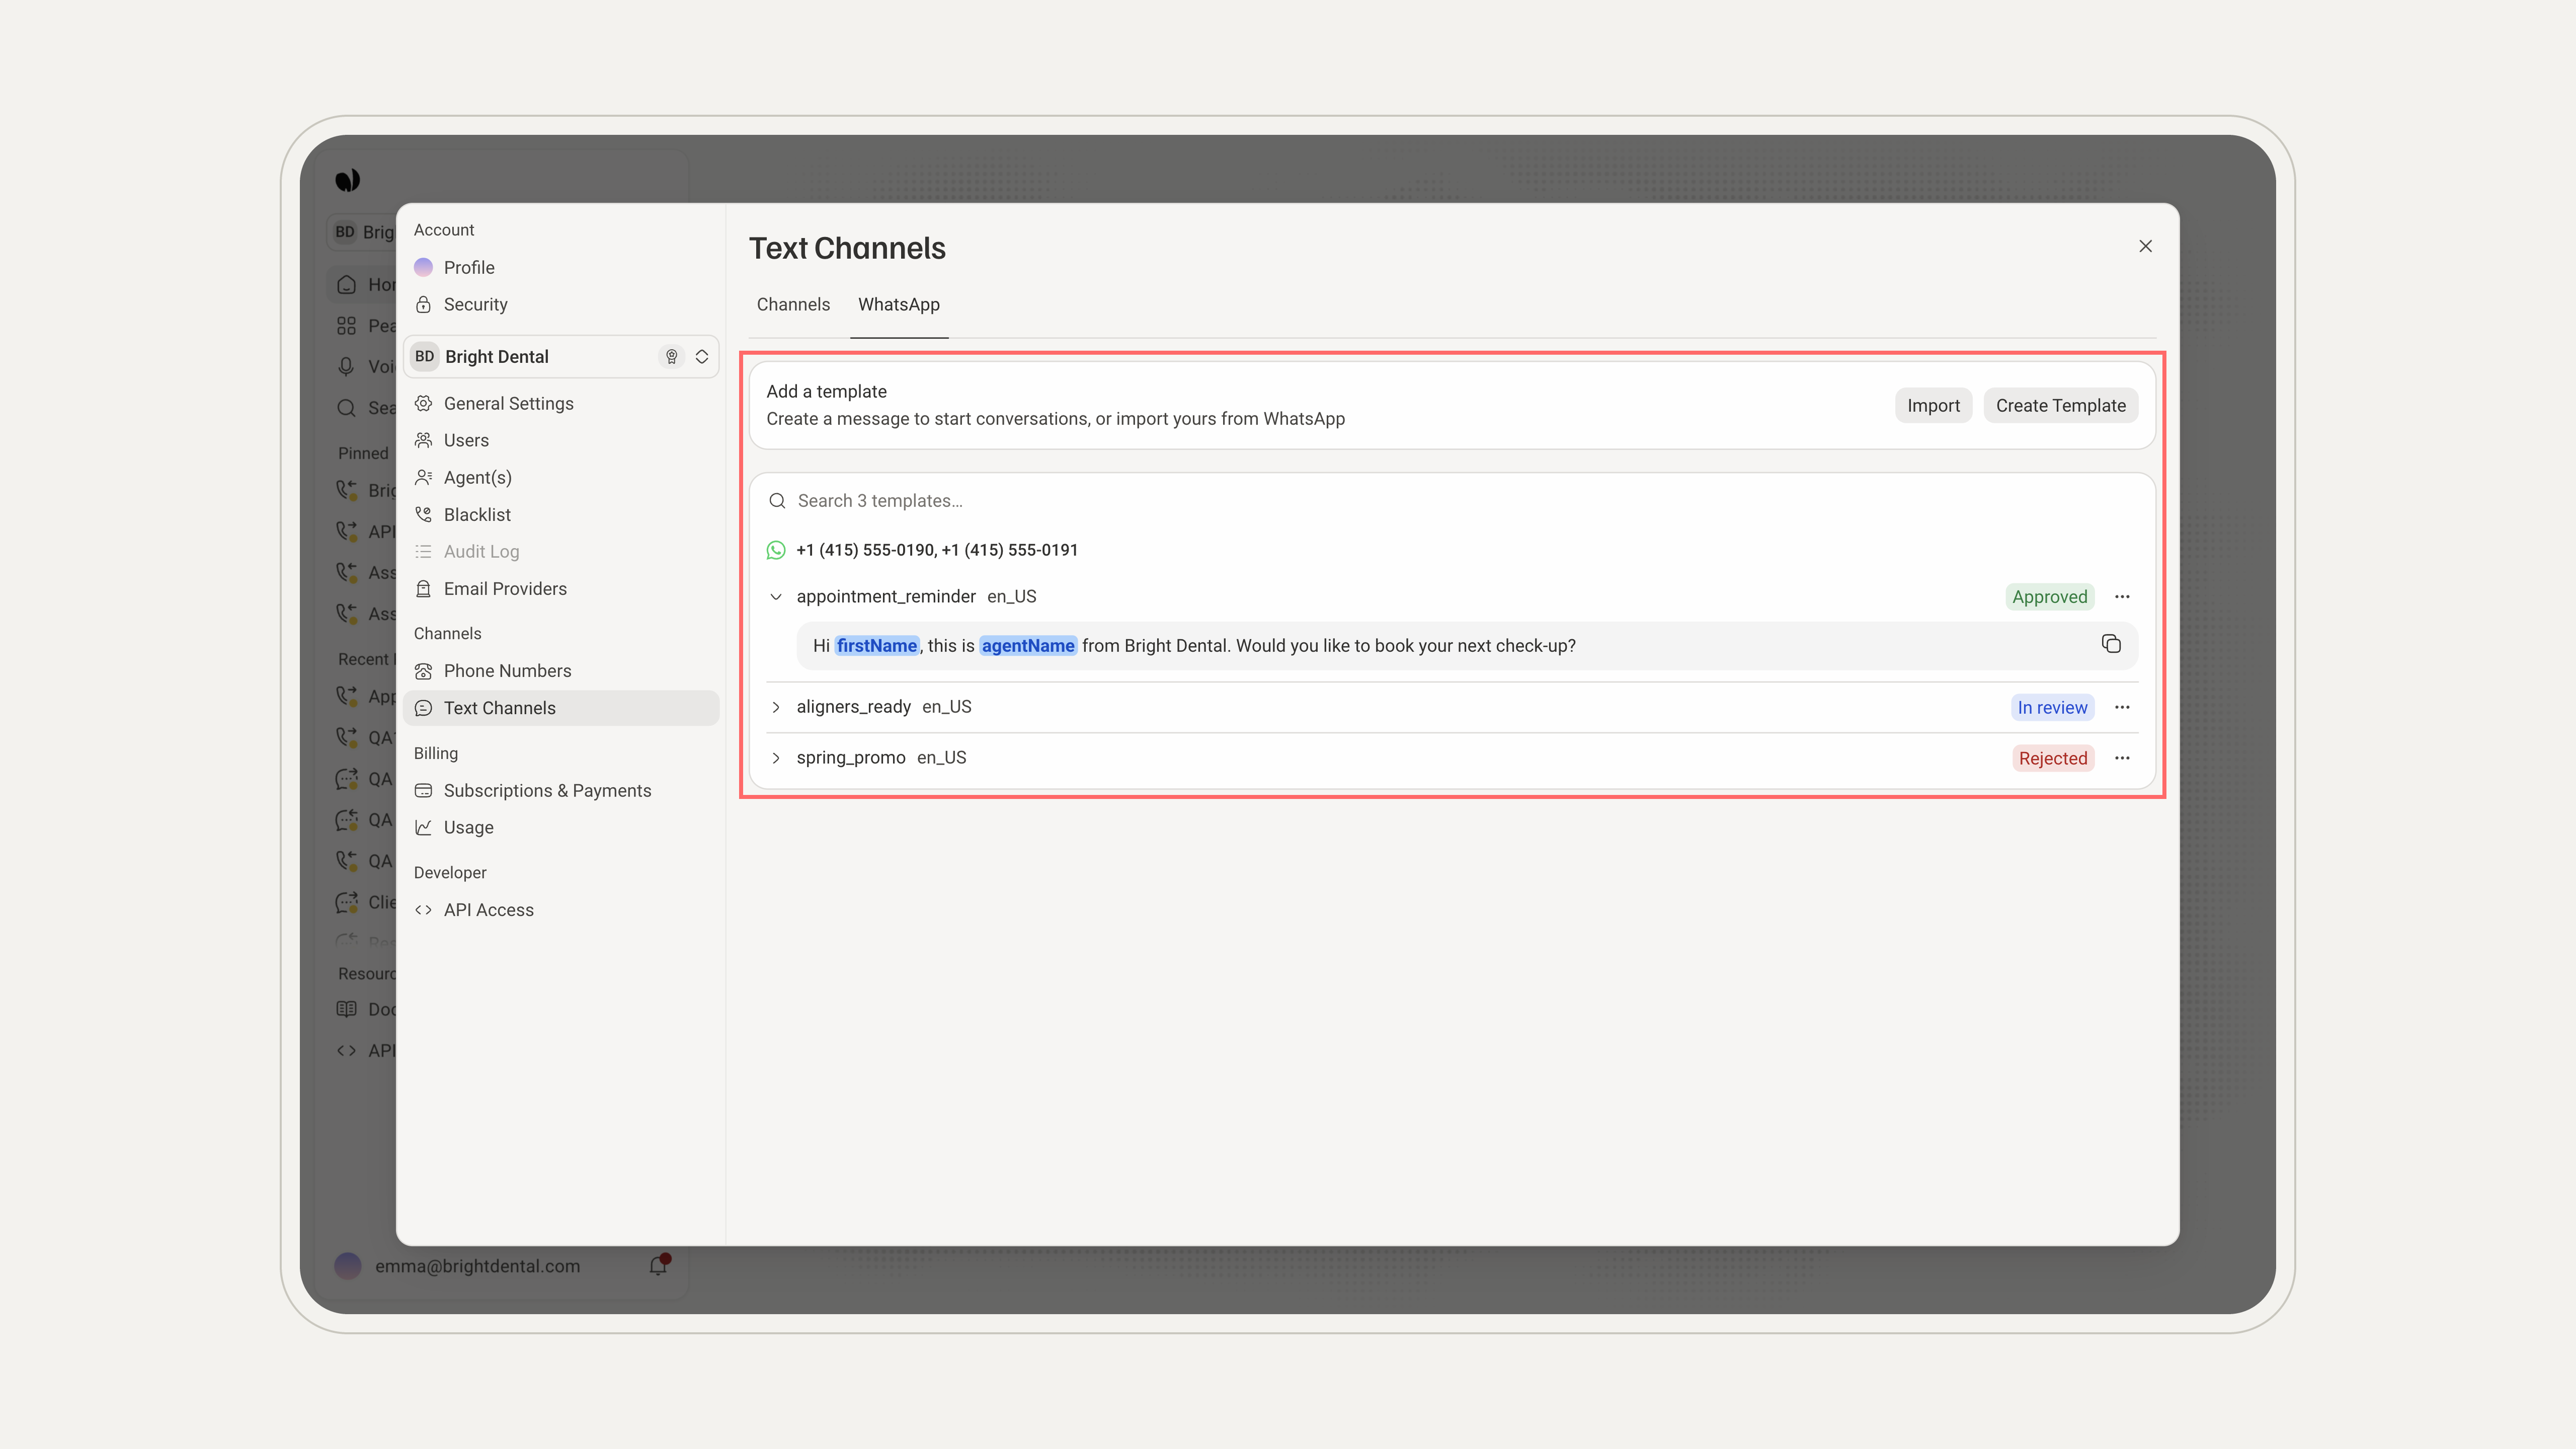 BD Brig
Hor
Pea
Voi
Sea
Pinned
Brig
API
Ass
Ass
Recent
App
QA
QA
QA
QA
Clie
Resourc
Doc
API
emma@brightdental.com
Account
Profile
Security
BD Bright Dental
General Settings
Users
Agent(s)
Blacklist
Audit Log
Email Providers
Channels
Phone Numbers
Text Channels
Billing
Subscriptions & Payments
Usage
Developer
API Access
Text Channels
Channels WhatsApp
Add a template
Create a message to start conversations, or import yours from WhatsApp
Import Create Template
Search 3 templates...
+1 (415) 555-0190, +1 (415) 555-0191
appointment_reminder en_US Approved
Hi firstName, this is agentName from Bright Dental. Would you like to book your next check-up?
aligners_ready en_US In review
spring_promo en_US Rejected